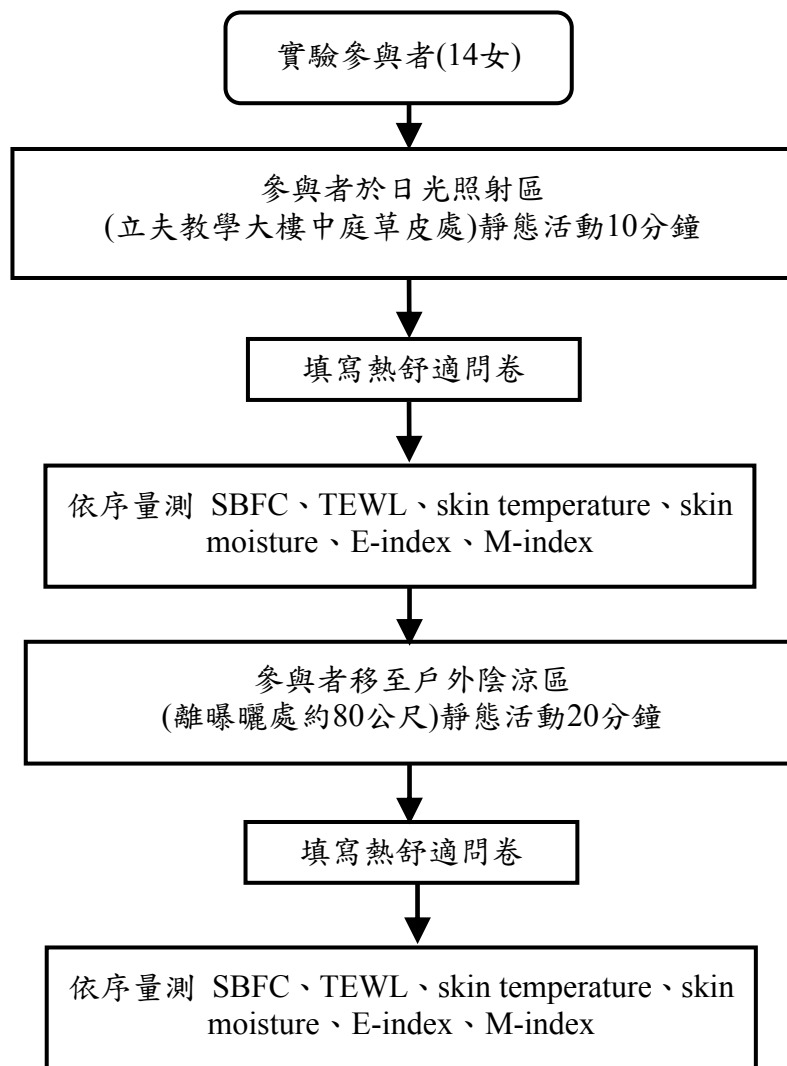 實驗參與者(14女)
參與者於日光照射區
(立夫教學大樓中庭草皮處)靜態活動10分鐘
填寫熱舒適問卷
依序量測 SBFC、TEWL、skin temperature、skin
moisture、E-index、M-index
參與者移至戶外陰涼區
(離曝曬處約80公尺)靜態活動20分鐘
填寫熱舒適問卷
依序量測 SBFC、TEWL、skin temperature、skin
moisture、E-index、M-index